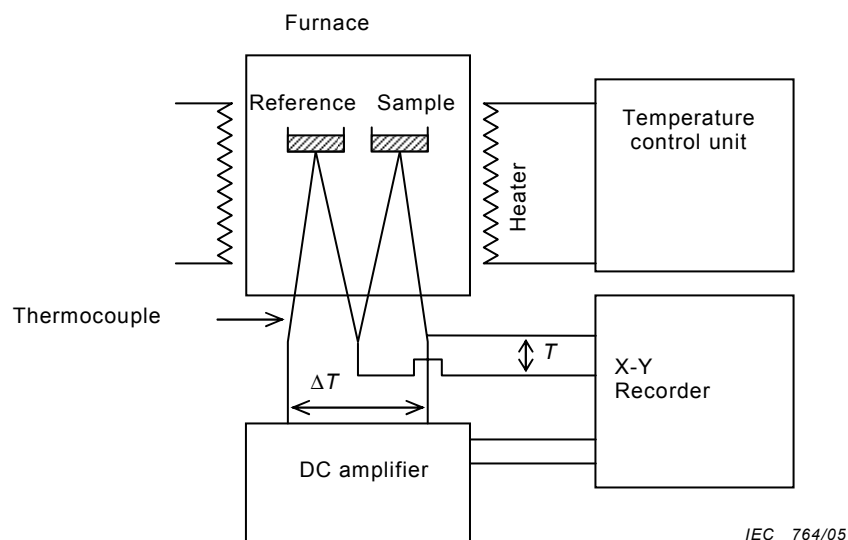 Furnace
Reference
Sample
Heater
Temperature
control unit
Thermocouple
T
ΔT
X-Y
Recorder
DC amplifier
IEC 764/05